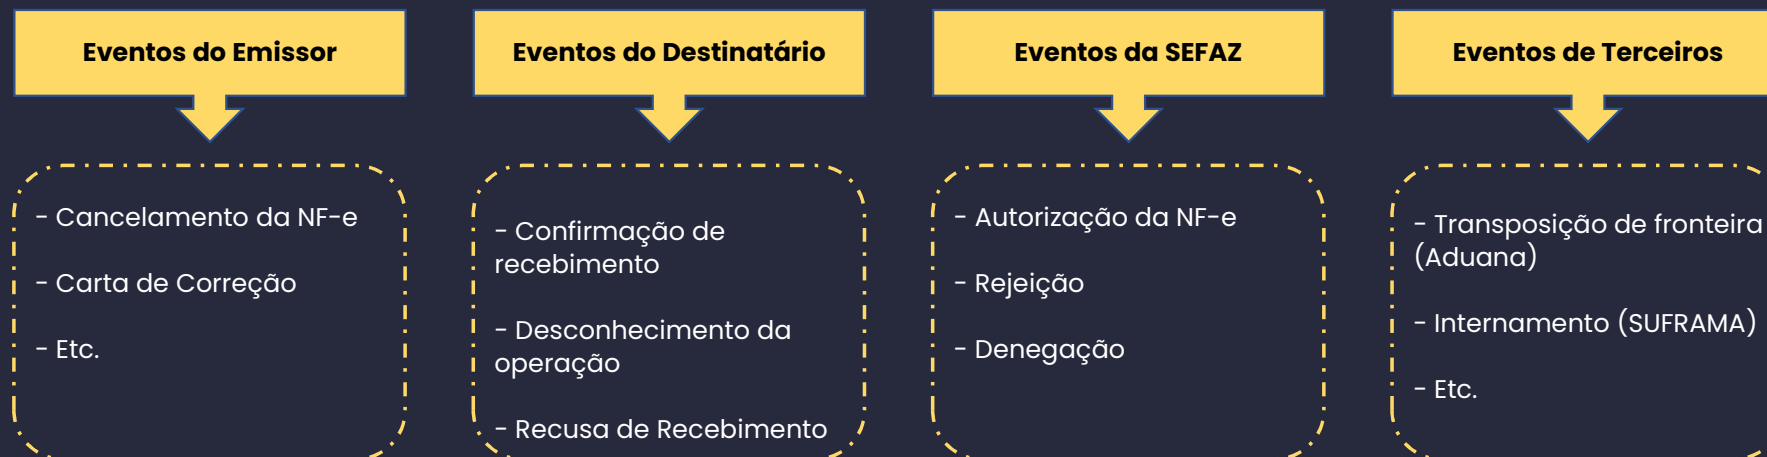 Eventos do Emissor
- Cancelamento da NF-e
- Carta de Correção
- Etc.
Eventos do Destinatário
- Confirmação de
recebimento
- Desconhecimento da
operação
- Recusa de Recebimento
Eventos da SEFAZ
- Autorização da NF-e
- Rejeição
- Denegação
Eventos de Terceiros
- Transposição de fronteira
(Aduana)
- Internamento (SUFRAMA)
- Etc.